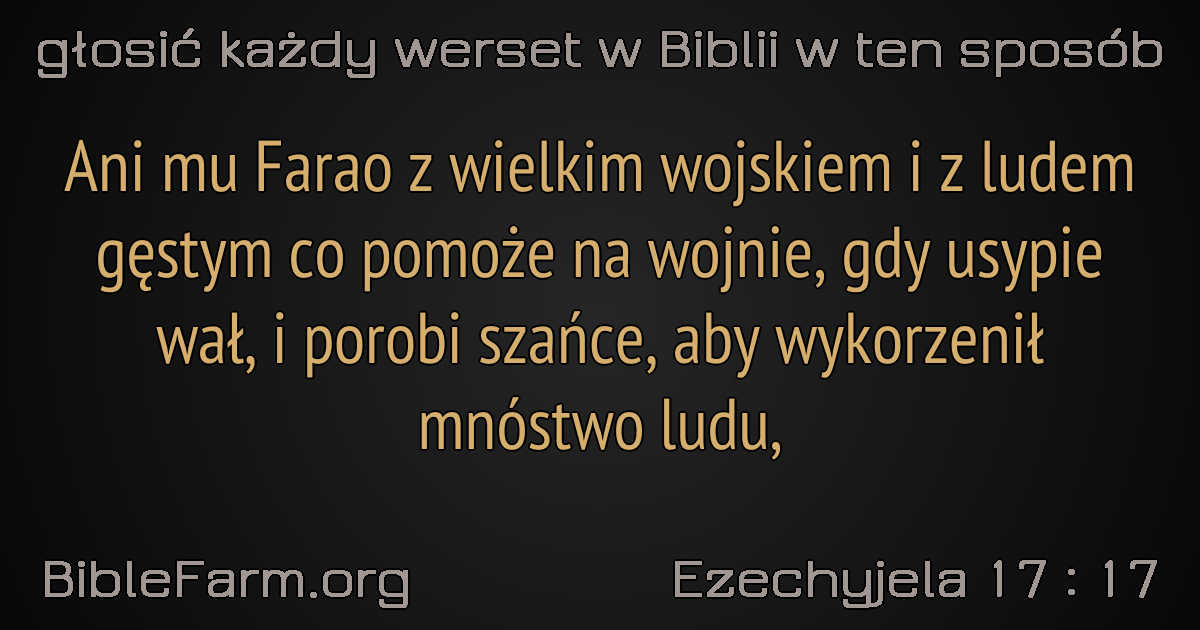 głosić każdy werset w Biblii w ten sposób
Ani mu Farao z wielkim wojskiem i z ludem
gęstym co pomoże na wojnie, gdy usypie
wał, i porobi szańce, aby wykorzenił
mnóstwo ludu,
BibleFarm.org
Ezechyjela 17 : 17